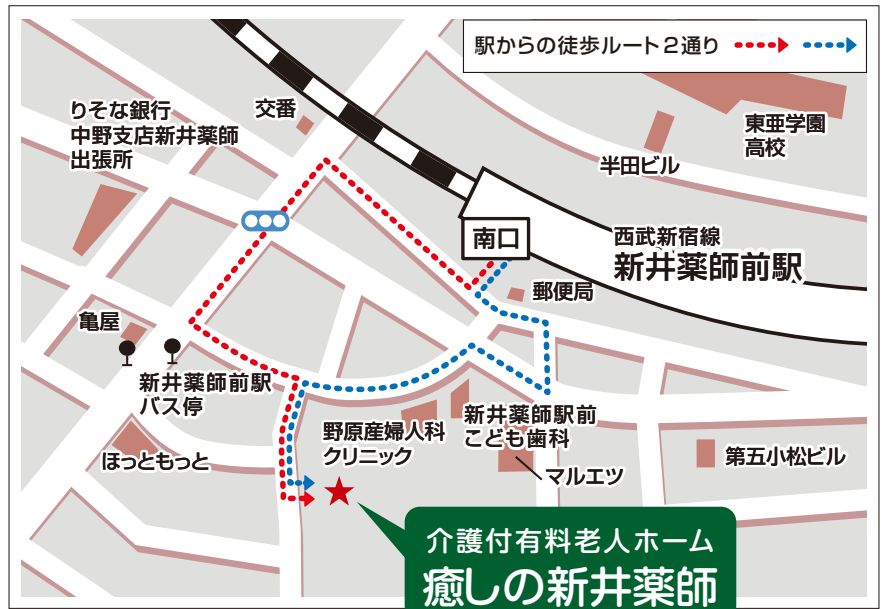 駅からの徒歩ルート2通り
りそな銀行
中野支店新井薬師
出張所
交番
東亜学園
高校
半田ビル
南口
西武新宿線
新井薬師前駅
郵便局
亀屋
新井薬師前駅
バス停
野原産婦人科
クリニック
新井薬師駅前
こども歯科
ほっともっと
マルエツ
第五小松ビル
介護付有料老人ホーム
癒しの新井薬師